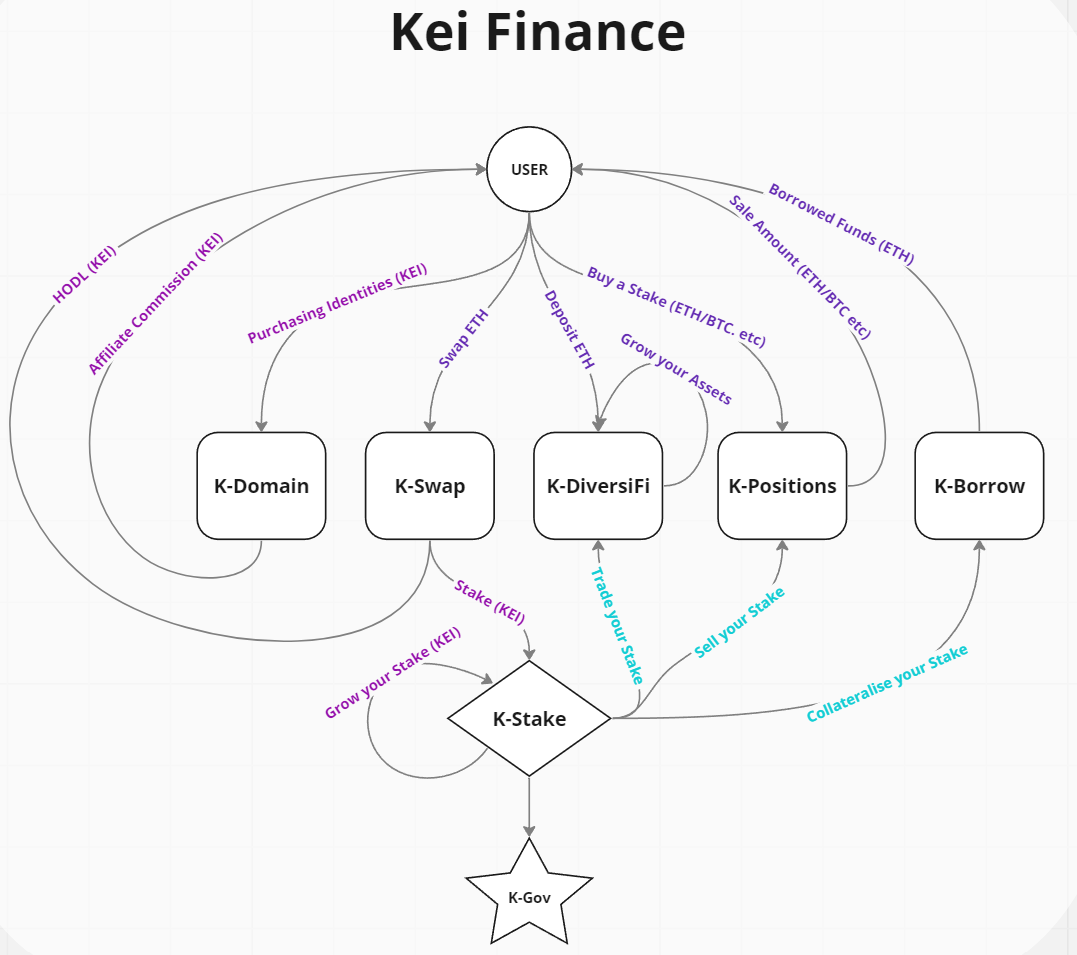 Kei Finance
USER
HODL (KEI)
Affiliate Commission (KEI)
Purchasing Identities (KEI)
Swap ETH
Deposit ETH
Buy a Stake (ETH/BTC. etc)
Grow your Assets
Sale Amount (ETH/BTC etc)
Borrowed Funds (ETH)
K-Domain
K-Swap
K-DiversiFi
K-Positions
K-Borrow
Stake (KEI)
Trade your Stake
Sell your Stake
Collateralise your Stake
Grow your Stake (KEI)
K-Stake
K-Gov